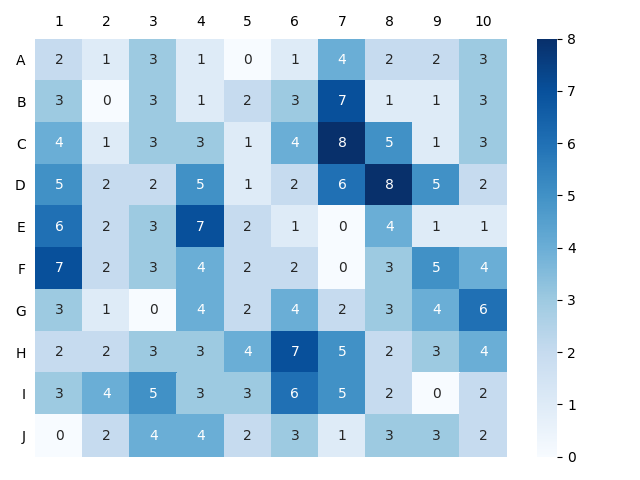 1 2 3 4 5 6 7 8 9 10
A 2 1 3 1 0 1 4 2 2 3
B 3 0 3 1 2 3 7 1 1 3
C 4 1 3 3 1 4 8 5 1 3
D 5 2 2 5 1 2 6 8 5 2
E 6 2 3 7 2 1 0 4 1 1
F 7 2 3 4 2 2 0 3 5 4
G 3 1 0 4 2 4 2 3 4 6
H 2 2 3 3 4 7 5 2 3 4
I 3 4 5 3 3 6 5 2 0 2
J 0 2 4 4 2 3 1 3 3 2
8
7
6
5
4
3
2
1
0